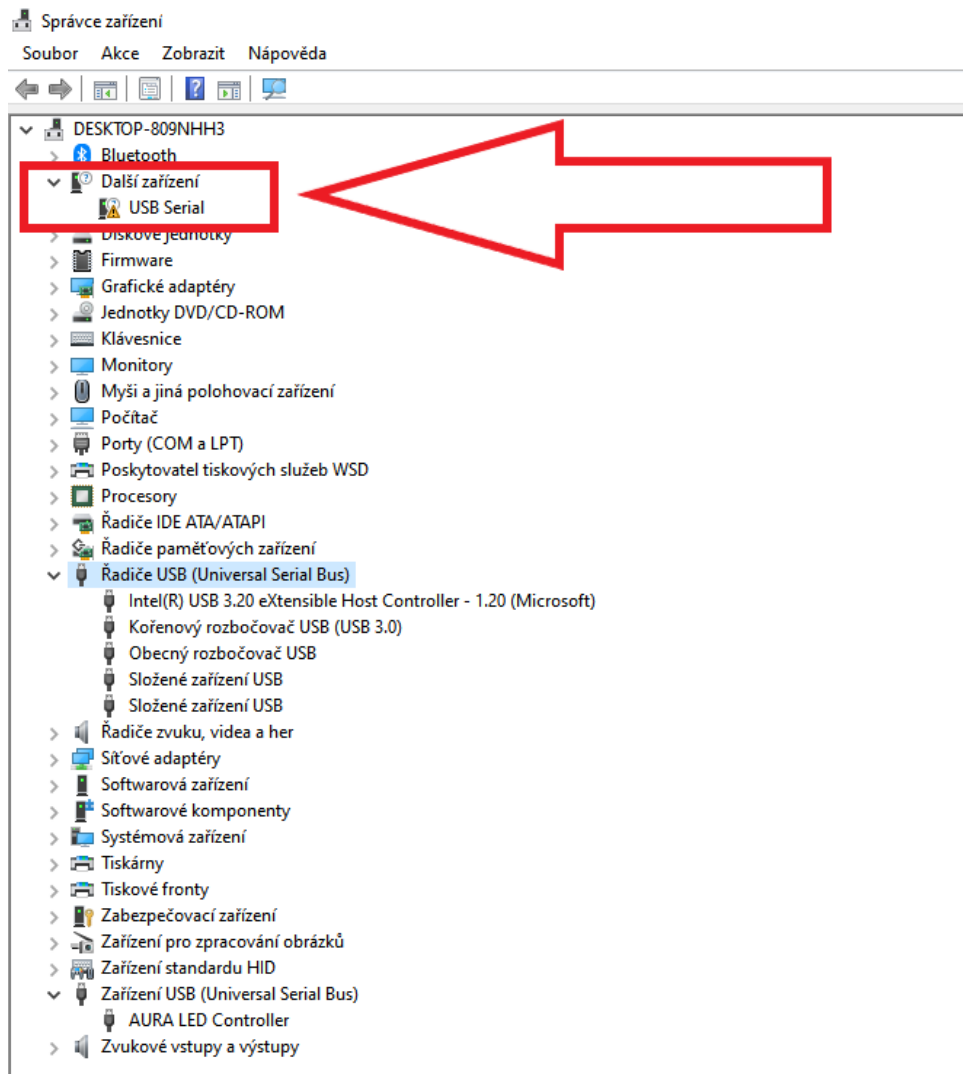 Správce zařízení
Soubor Akce Zobrazit Nápověda
DESKTOP-809NHH3
Bluetooth
Další zařízení
USB Serial
Diskové jednotky
Firmware
Grafické adaptéry
Jednotky DVD/CD-ROM
Klávesnice
Monitory
Myši a jiná polohovací zařízení
Počítač
Porty (COM a LPT)
Poskytovatel tiskových služeb WSD
Procesory
Řadiče IDE ATA/ATAPI
Řadiče paměťových zařízení
Řadiče USB (Universal Serial Bus)
Intel(R) USB 3.20 eXtensible Host Controller - 1.20 (Microsoft)
Kořenový rozbočovač USB (USB 3.0)
Obecný rozbočovač USB
Složené zařízení USB
Složené zařízení USB
Řadiče zvuku, videa a her
Síťové adaptéry
Softwarová zařízení
Softwarové komponenty
Systémová zařízení
Tiskárny
Tiskové fronty
Zabezpečovací zařízení
Zařízení pro zpracování obrázků
Zařízení standardu HID
Zařízení USB (Universal Serial Bus)
AURA LED Controller
Zvukové vstupy a výstupy